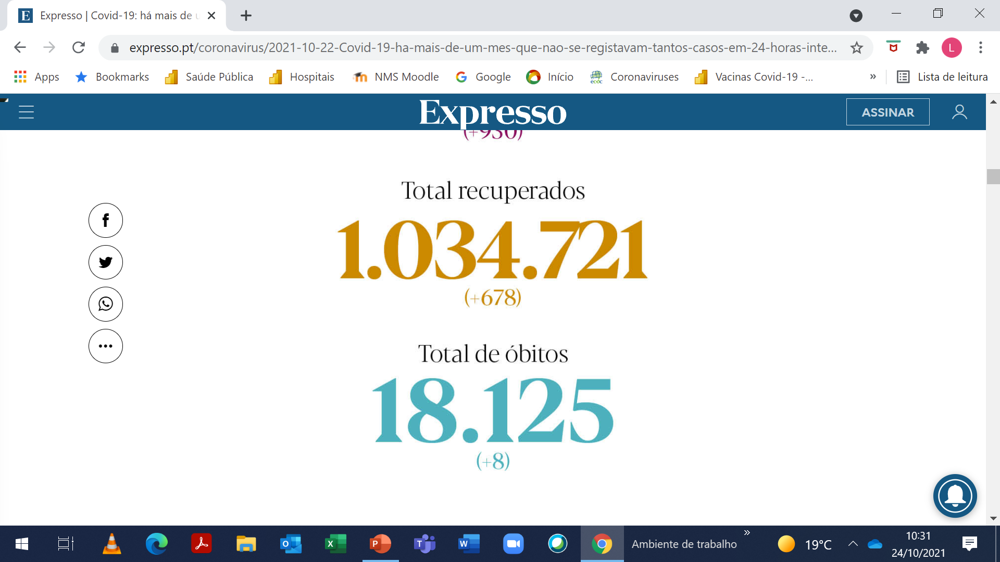 Expresso | Covid-19: há mais de u
expresso.pt/coronavirus/2021-10-22-Covid-19-ha-mais-de-um-mes-que-nao-se-registavam-tantos-casos-em-24-horas-inte...
L
Apps
Bookmarks
Saúde Pública
Hospitais
NMS Moodle
Google
Início
Coronaviruses
Vacinas Covid-19 -...
»
Lista de leitura
Expresso
ASSINAR
(+930)
Total recuperados
1.034.721
(+678)
Total de óbitos
18.125
(+8)
Ambiente de trabalho
»
19°C
10:31
24/10/2021